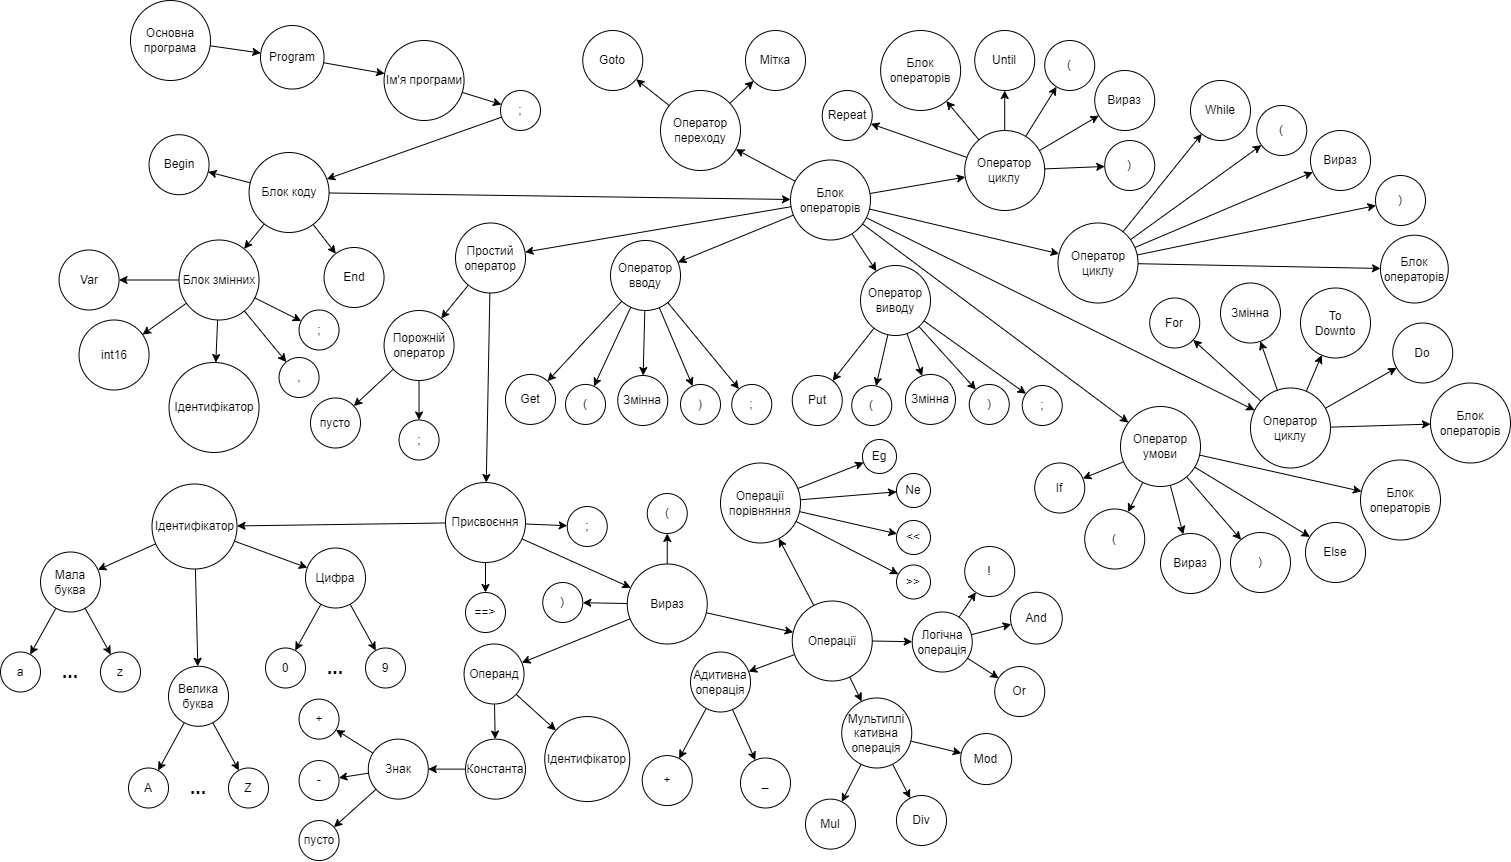 Основна
програма
Program
Ім'я програми
;
Begin
Блок коду
Var
Блок змінних
End
int16
Ідентифікатор
,
;
Goto
Мітка
Оператор
переходу
Блок
операторів
Repeat
Блок
операторів
Until
(
Вираз
)
Оператор
циклу
While
(
Вираз
)
Блок
операторів
Оператор
циклу
Простий
оператор
Порожній
оператор
пусто
;
Оператор
вводу
Get
(
Змінна
)
;
Оператор
виводу
Put
(
Змінна
)
;
For
Змінна
To
Downto
Do
Блок
операторів
Оператор
циклу
Оператор
умови
If
(
Вираз
)
Else
Блок
операторів
Ідентифікатор
Присвоєння
;
==>
Мала
буква
a
...
z
Велика
буква
A
...
Z
Цифра
0
...
9
(
)
Вираз
Операнд
Константа
Ідентифікатор
Знак
+
-
пусто
Операції
Операції
порівняння
Eg
Ne
<<
>>
Логічна
операція
!
And
Or
Адитивна
операція
+
_
Мультиплі
кативна
операція
Mul
Div
Mod